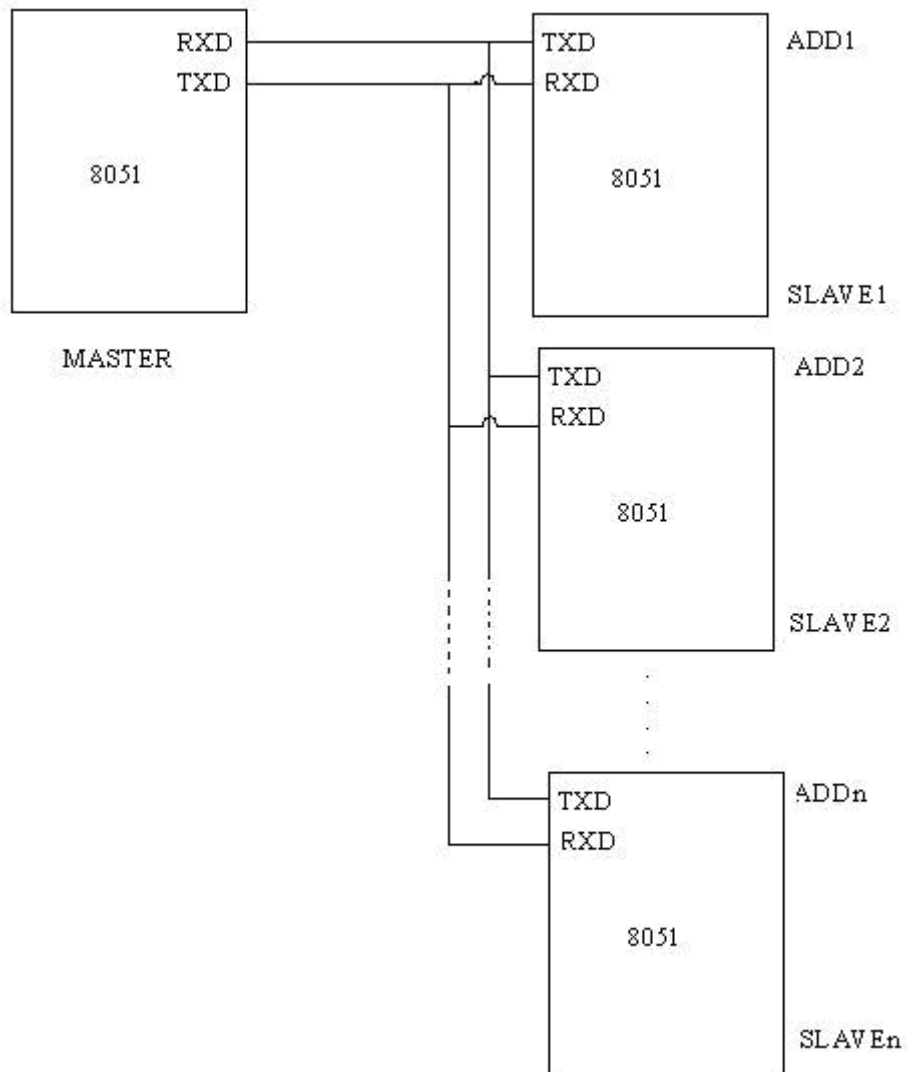 RXD
TXD
8051
MASTER
TXD
RXD
ADD1
8051
SLAVE1
TXD
RXD
ADD2
8051
SLAVE2
TXD
RXD
ADDn
8051
SLAVEn